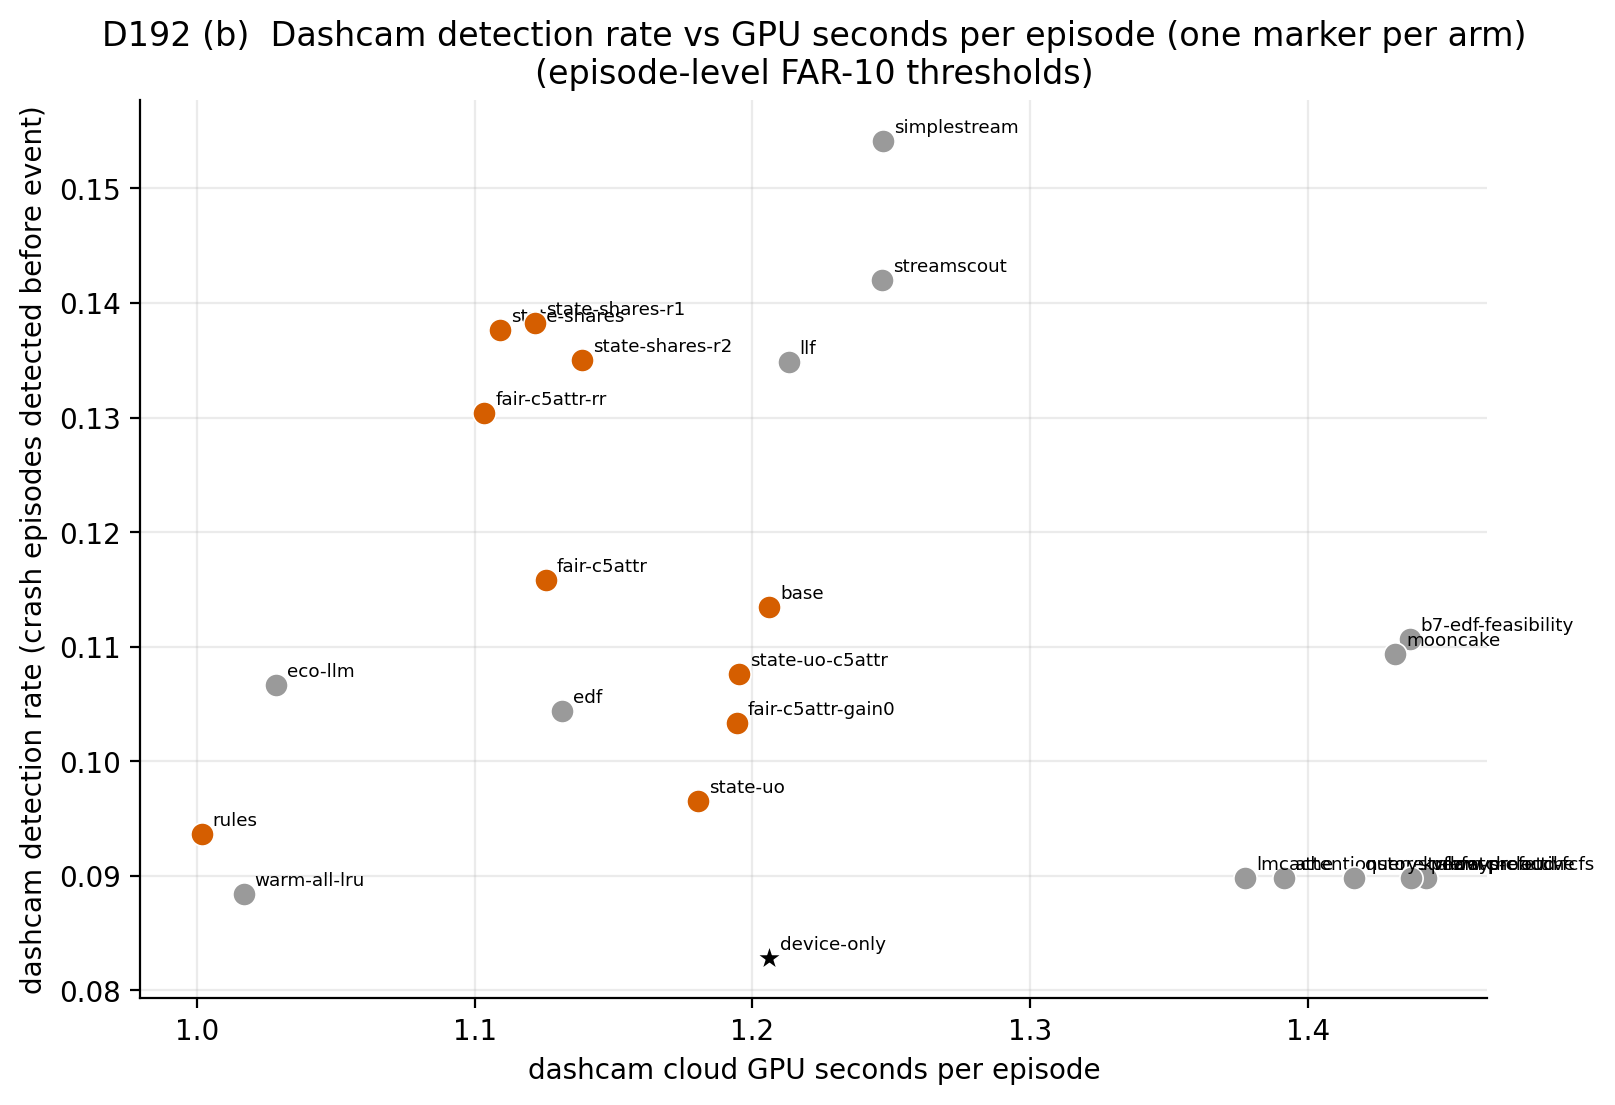 D192 (b)  Dashcam detection rate vs GPU seconds per episode (one marker per arm)
(episode-level FAR-10 thresholds)
dashcam detection rate (crash episodes detected before event)
0.15
0.14
0.13
0.12
0.11
0.10
0.09
0.08
simplestream
streamscout
state-shares-r1
state-shares
state-shares-r2
llf
fair-c5attr-rr
fair-c5attr
base
b7-edf-feasibility
mooncake
state-uo-c5attr
eco-llm
fair-c5attr-gain0
edf
state-uo
rules
lmcache
warm-all-lru
device-only
1.0
1.1
1.2
1.3
1.4
dashcam cloud GPU seconds per episode